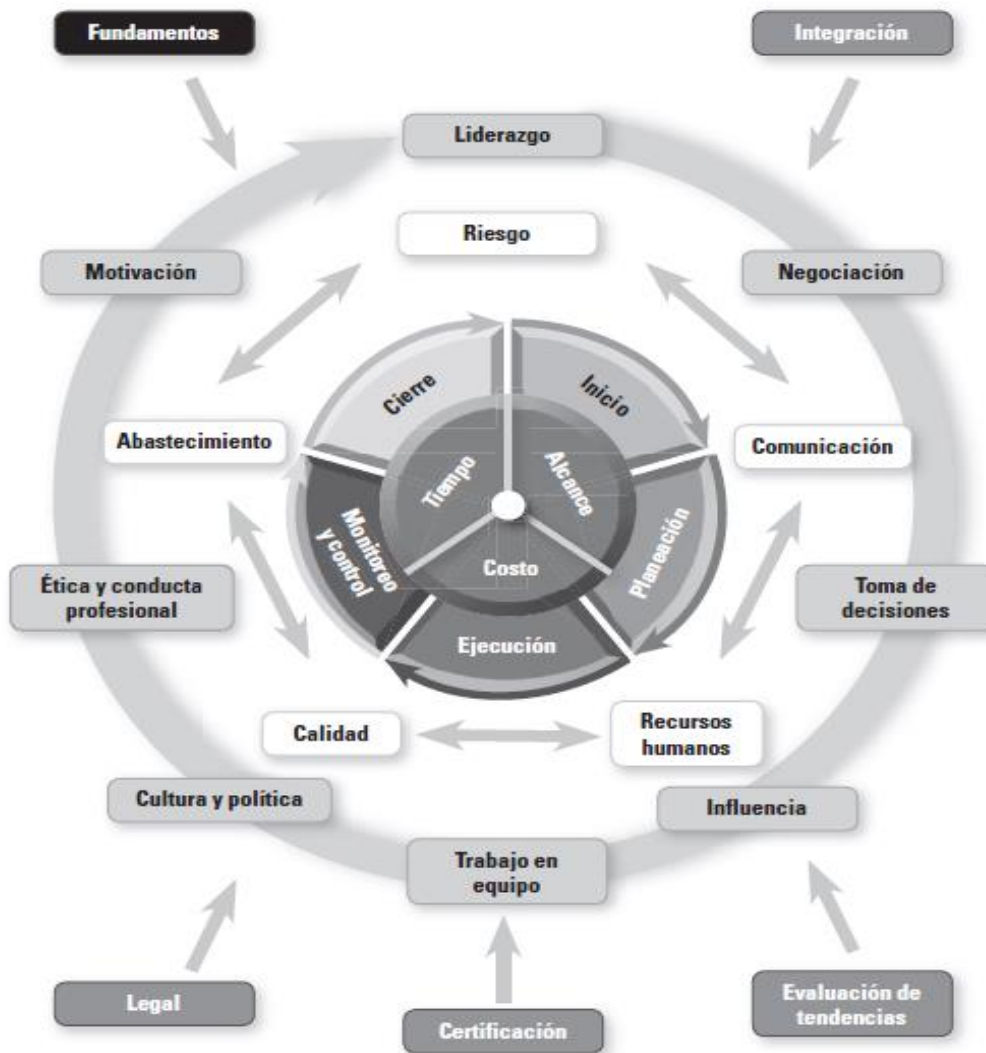 Fundamentos
Integración
Liderazgo
Riesgo
Motivación
Negociación
Cierre
Inicio
Abastecimiento
Comunicación
Tiempo
Alcance
Monitoreo
y control
Costo
Planeación
Ética y conducta
profesional
Toma de
decisiones
Ejecución
Calidad
Recursos
humanos
Cultura y política
Influencia
Trabajo en
equipo
Legal
Certificación
Evaluación de
tendencias